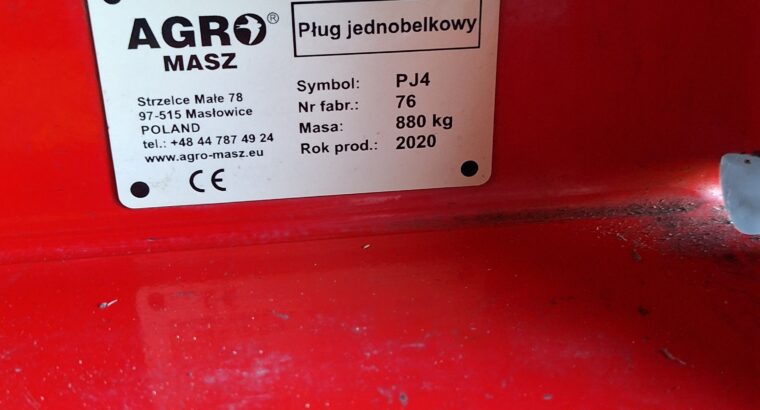 AGRO®
MASZ
Pług jednobelkowy
Strzelce Małe 78
97-515 Masłowice
POLAND
tel.: +48 44 787 49 24
www.agro-masz.eu
CE
Symbol: PJ4
Nr fabr.: 76
Masa: 880 kg
Rok prod.: 2020